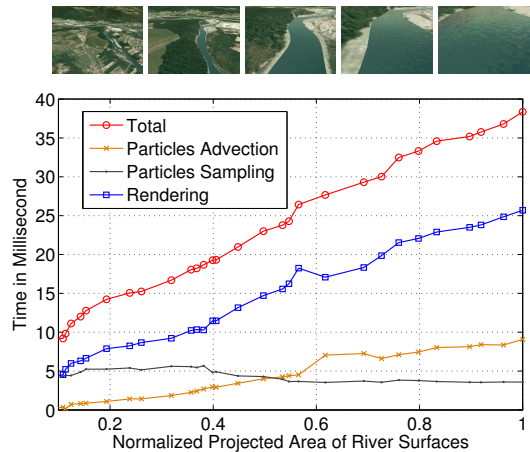 40
35
30
25
20
15
10
5
0
Time in Millisecond
Total
Particles Advection
Particles Sampling
Rendering
0.2
0.4
0.6
0.8
1
Normalized Projected Area of River Surfaces